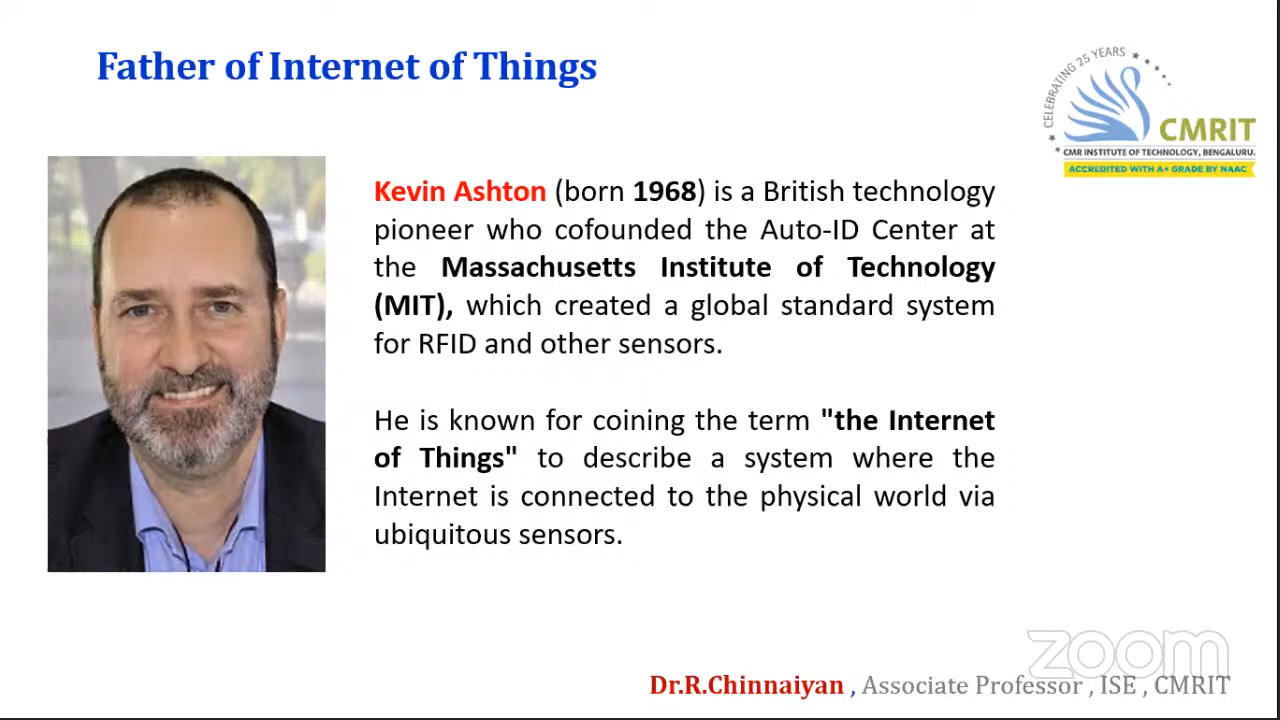 Father of Internet of Things
CELEBRATING 25 YEARS
CMRIT
CMR INSTITUTE OF TECHNOLOGY, BENGALURU.
ACCREDITED WITH A+ GRADE BY NAAC
Kevin Ashton (born 1968) is a British technology
pioneer who cofounded the Auto-ID Center at
the Massachusetts Institute of Technology
(MIT), which created a global standard system
for RFID and other sensors.
He is known for coining the term "the Internet
of Things" to describe a system where the
Internet is connected to the physical world via
ubiquitous sensors.
zoom
Dr.R.Chinnaiyan , Associate Professor , ISE , CMRIT